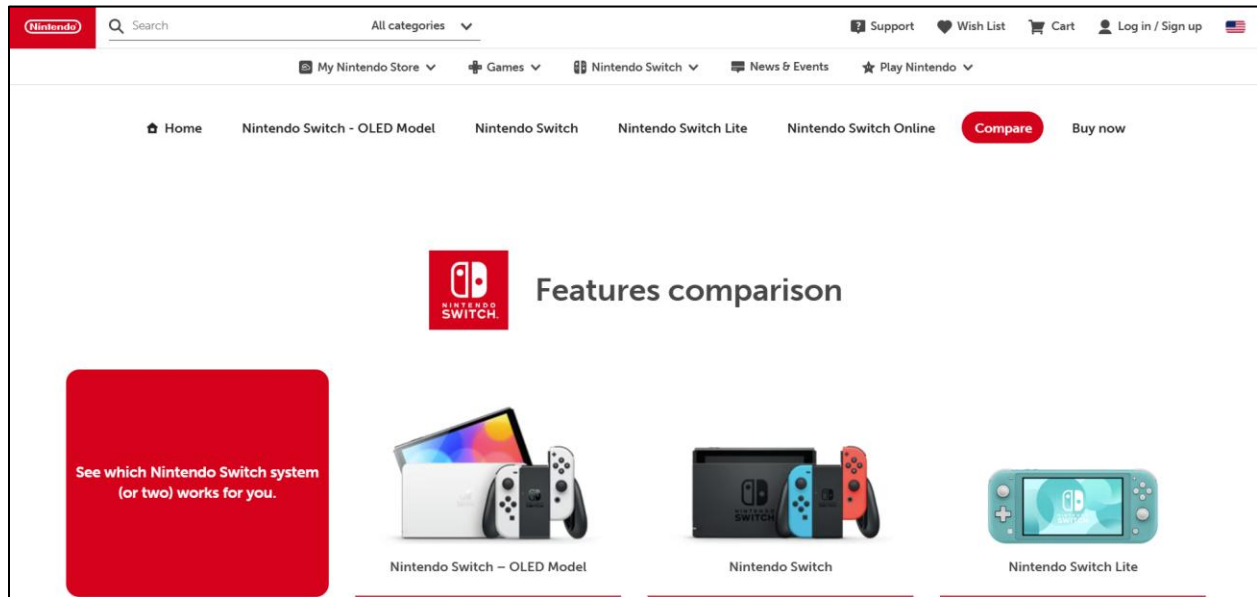 Nintendo
Search
All categories
Support
Wish List
Cart
Log in / Sign up
My Nintendo Store
Games
Nintendo Switch
News & Events
Play Nintendo
Home
Nintendo Switch - OLED Model
Nintendo Switch
Nintendo Switch Lite
Nintendo Switch Online
Compare
Buy now
NINTENDO
SWITCH.
Features comparison
See which Nintendo Switch system
(or two) works for you.
NINTENDO
SWITCH
Nintendo Switch – OLED Model
Nintendo Switch
Nintendo Switch Lite